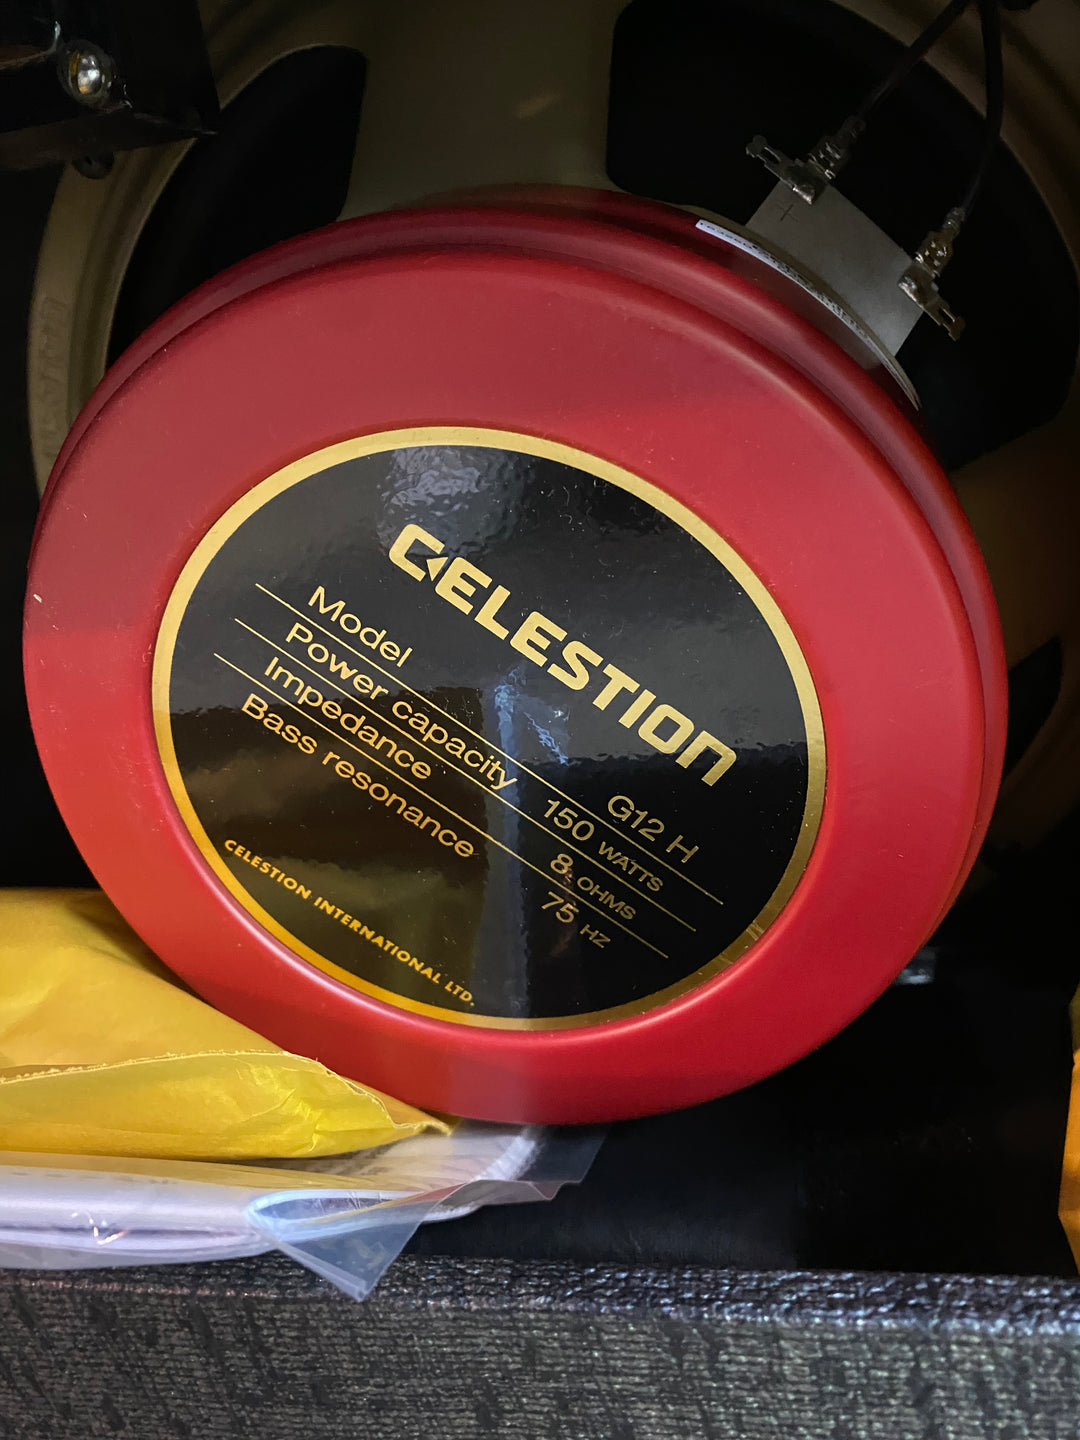 CELESTION
Model G12 H
Power capacity 150 WATTS
Impedance 8 OHMS
Bass resonance 75 HZ
CELESTION INTERNATIONAL LTD.
+